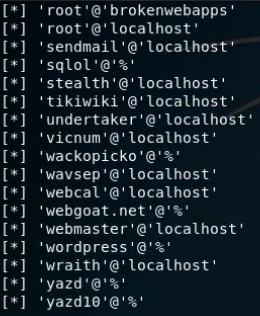 [*] 'root'@'brokenwebapps'
[*] 'root'@'localhost'
[*] 'sendmail'@'localhost'
[*] 'sqlol'@'%'
[*] 'stealth'@'localhost'
[*] 'tikiwiki'@'localhost'
[*] 'undertaker'@'localhost'
[*] 'vicnum'@'localhost'
[*] 'wackopicko'@'%'
[*] 'wavsep'@'localhost'
[*] 'webcal'@'localhost'
[*] 'webgoat.net'@'%'
[*] 'webmaster'@'localhost'
[*] 'wordpress'@'%'
[*] 'wraith'@'localhost'
[*] 'yazd'@'%'
[*] 'yazd10'@'%'